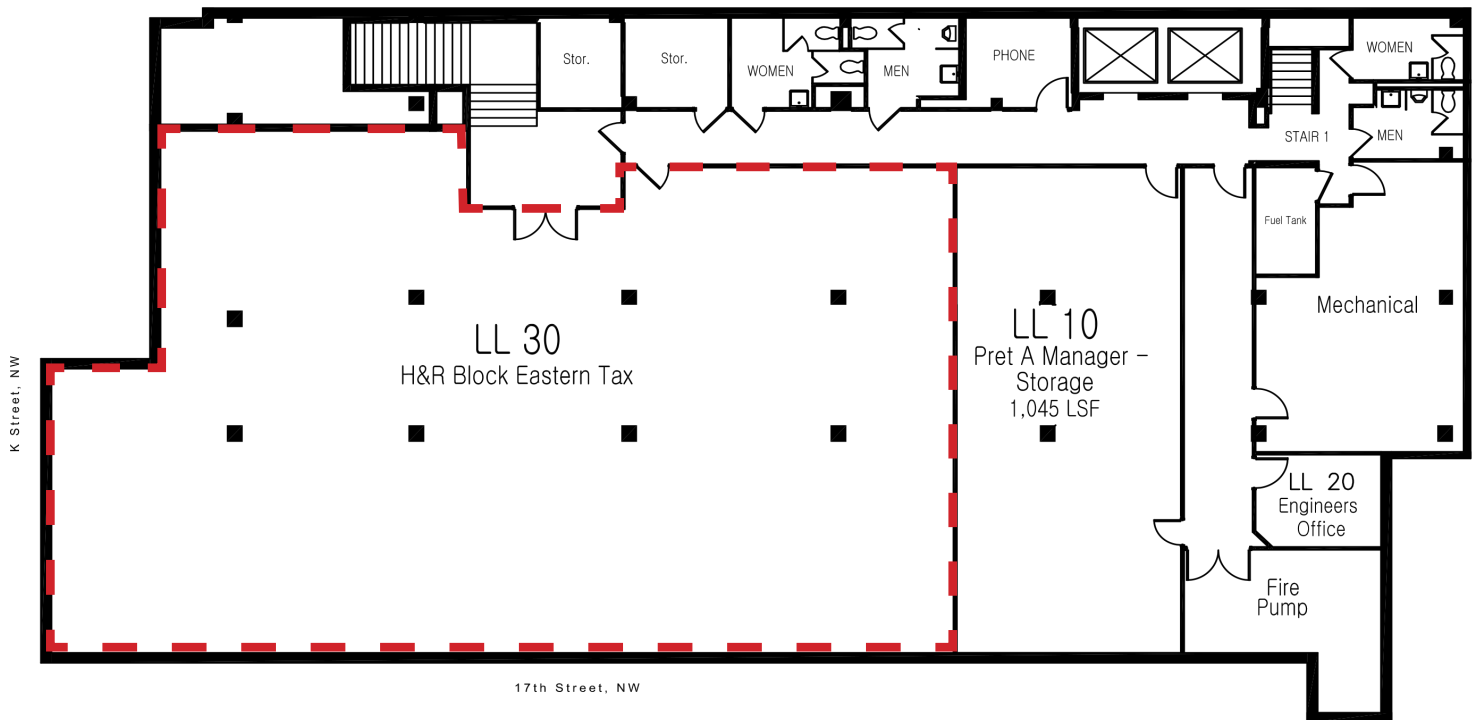 Stor.
Stor.
WOMEN
MEN
PHONE
WOMEN
STAIR 1
MEN
Fuel Tank
Mechanical
LL 30
H&R Block Eastern Tax
LL 10
Pret A Manager –
Storage
1,045 LSF
K Street, NW
LL 20
Engineers
Office
Fire
Pump
17th Street, NW